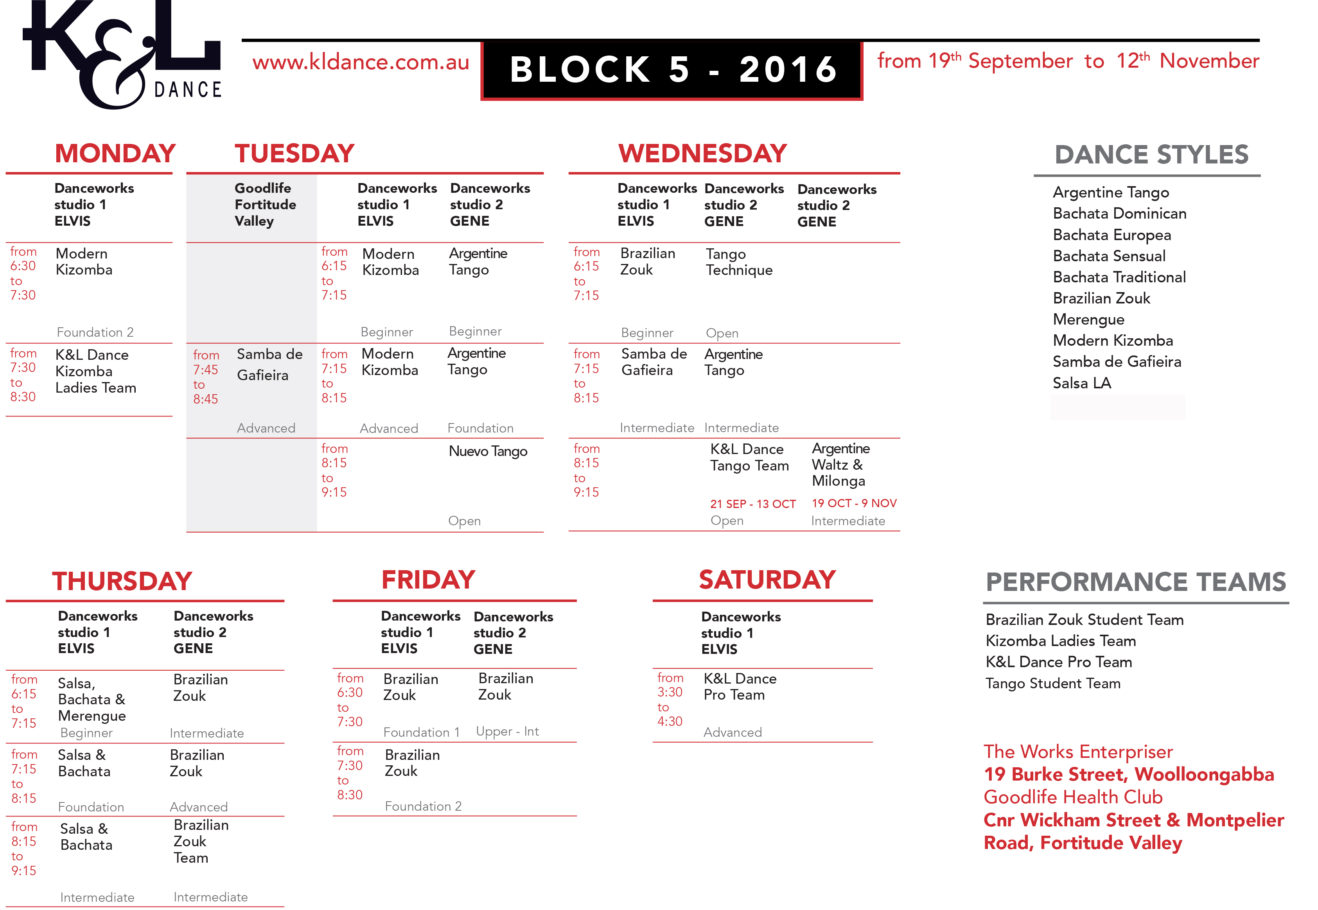 K&L
DANCE
www.kldance.com.au
BLOCK 5 - 2016
from 19th September to 12th November
MONDAY
Danceworks
studio 1
ELVIS
from
6:30
to
7:30
Modern
Kizomba
Foundation 2
from
7:30
to
8:30
K&L Dance
Kizomba
Ladies Team
TUESDAY
Goodlife
Fortitude
Valley
Danceworks
studio 1
ELVIS
Danceworks
studio 2
GENE
from
6:15
to
7:15
Modern
Kizomba
Beginner
Argentine
Tango
Beginner
from
7:45
to
8:45
Samba de
Gafieira
Advanced
from
7:15
to
8:15
Modern
Kizomba
Advanced
Argentine
Tango
Foundation
from
8:15
to
9:15
Nuevo Tango
Open
WEDNESDAY
Danceworks
studio 1
ELVIS
Danceworks
studio 2
GENE
Danceworks
studio 2
GENE
from
6:15
to
7:15
Brazilian
Zouk
Beginner
Tango
Technique
Open
from
7:15
to
8:15
Samba de
Gafieira
Intermediate
Argentine
Tango
Intermediate
from
8:15
to
9:15
K&L Dance
Tango Team
21 SEP - 13 OCT
Open
Argentine
Waltz &
Milonga
19 OCT - 9 NOV
Intermediate
DANCE STYLES
Argentine Tango
Bachata Dominican
Bachata Europea
Bachata Sensual
Bachata Traditional
Brazilian Zouk
Merengue
Modern Kizomba
Samba de Gafieira
Salsa LA
THURSDAY
Danceworks
studio 1
ELVIS
Danceworks
studio 2
GENE
from
6:15
to
7:15
Salsa,
Bachata &
Merengue
Beginner
Brazilian
Zouk
Intermediate
from
7:15
to
8:15
Salsa &
Bachata
Foundation
Brazilian
Zouk
Advanced
from
8:15
to
9:15
Salsa &
Bachata
Intermediate
Brazilian
Zouk
Team
Intermediate
FRIDAY
Danceworks
studio 1
ELVIS
Danceworks
studio 2
GENE
from
6:30
to
7:30
Brazilian
Zouk
Foundation 1
Brazilian
Zouk
Upper - Int
from
7:30
to
8:30
Brazilian
Zouk
Foundation 2
SATURDAY
Danceworks
studio 1
ELVIS
from
3:30
to
4:30
K&L Dance
Pro Team
Advanced
PERFORMANCE TEAMS
Brazilian Zouk Student Team
Kizomba Ladies Team
K&L Dance Pro Team
Tango Student Team
The Works Enterpriser
19 Burke Street, Woolloongabba
Goodlife Health Club
Cnr Wickham Street & Montpelier
Road, Fortitude Valley